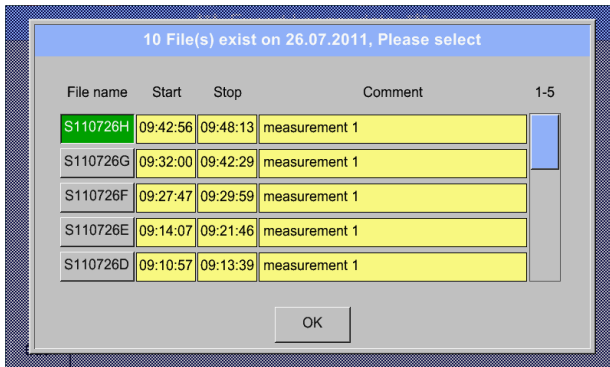 10 File(s) exist on 26.07.2011, Please select
File name Start Stop Comment 1-5
S110726H 09:42:56 09:48:13 measurement 1
S110726G 09:32:00 09:42:29 measurement 1
S110726F 09:27:47 09:29:59 measurement 1
S110726E 09:14:07 09:21:46 measurement 1
S110726D 09:10:57 09:13:39 measurement 1
OK